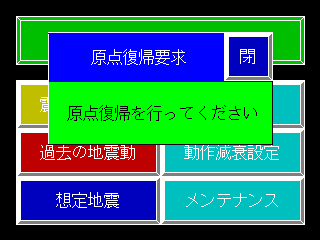 原点復帰要求
閉
原点復帰を行ってください
過去の地震動
動作減衰設定
想定地震
メンテナンス